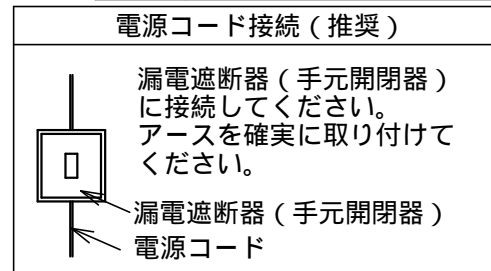 電源コード接続（推奨）
漏電遮断器（手元開閉器）
に接続してください。
アースを確実に取り付けて
ください。
漏電遮断器（手元開閉器）
電源コード